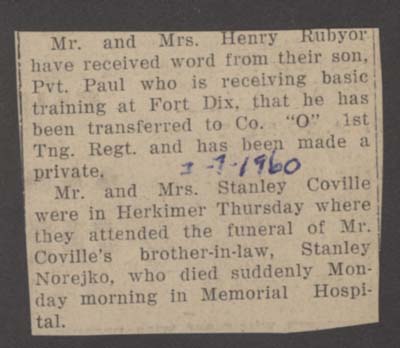 Mr. and Mrs. Henry Rubyor
have received word from their son,
Pvt. Paul who is receiving basic
training at Fort Dix, that he has
been transferred to Co. "O" 1st
Tng. Regt. and has been made a
private.
-7-1960
Mr. and Mrs. Stanley Coville
were in Herkimer Thursday where
they attended the funeral of Mr.
Coville's brother-in-law, Stanley
Norejko, who died suddenly Mon-
day morning in Memorial Hospi-
tal.